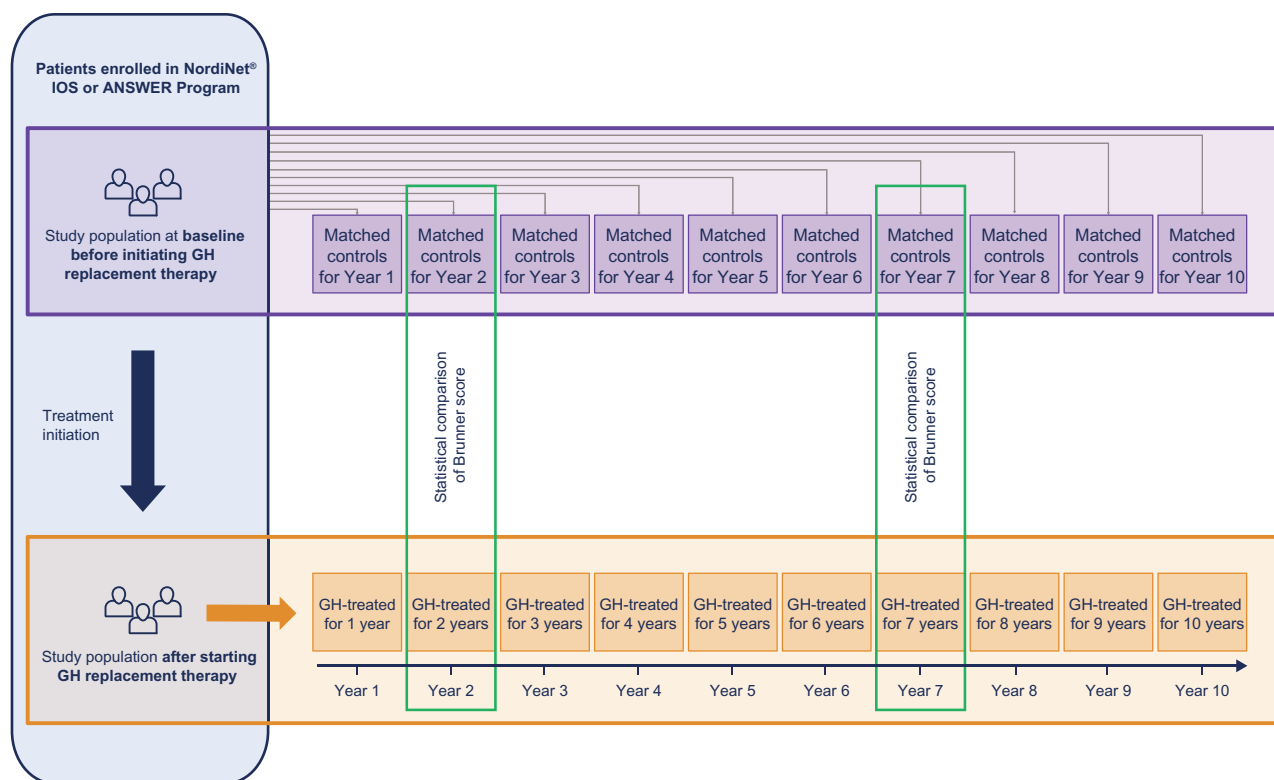 Patients enrolled in NordiNet®
IOS or ANSWER Program
Study population at baseline
before initiating GH
replacement therapy
Matched
controls
for Year 1
Matched
controls
for Year 2
Matched
controls
for Year 3
Matched
controls
for Year 4
Matched
controls
for Year 5
Matched
controls
for Year 6
Matched
controls
for Year 7
Matched
controls
for Year 8
Matched
controls
for Year 9
Matched
controls
for Year 10
Treatment
initiation
Statistical comparison
of Brunner score
Statistical comparison
of Brunner score
Study population after starting
GH replacement therapy
GH-treated
for 1 year
GH-treated
for 2 years
GH-treated
for 3 years
GH-treated
for 4 years
GH-treated
for 5 years
GH-treated
for 6 years
GH-treated
for 7 years
GH-treated
for 8 years
GH-treated
for 9 years
GH-treated
for 10 years
Year 1
Year 2
Year 3
Year 4
Year 5
Year 6
Year 7
Year 8
Year 9
Year 10